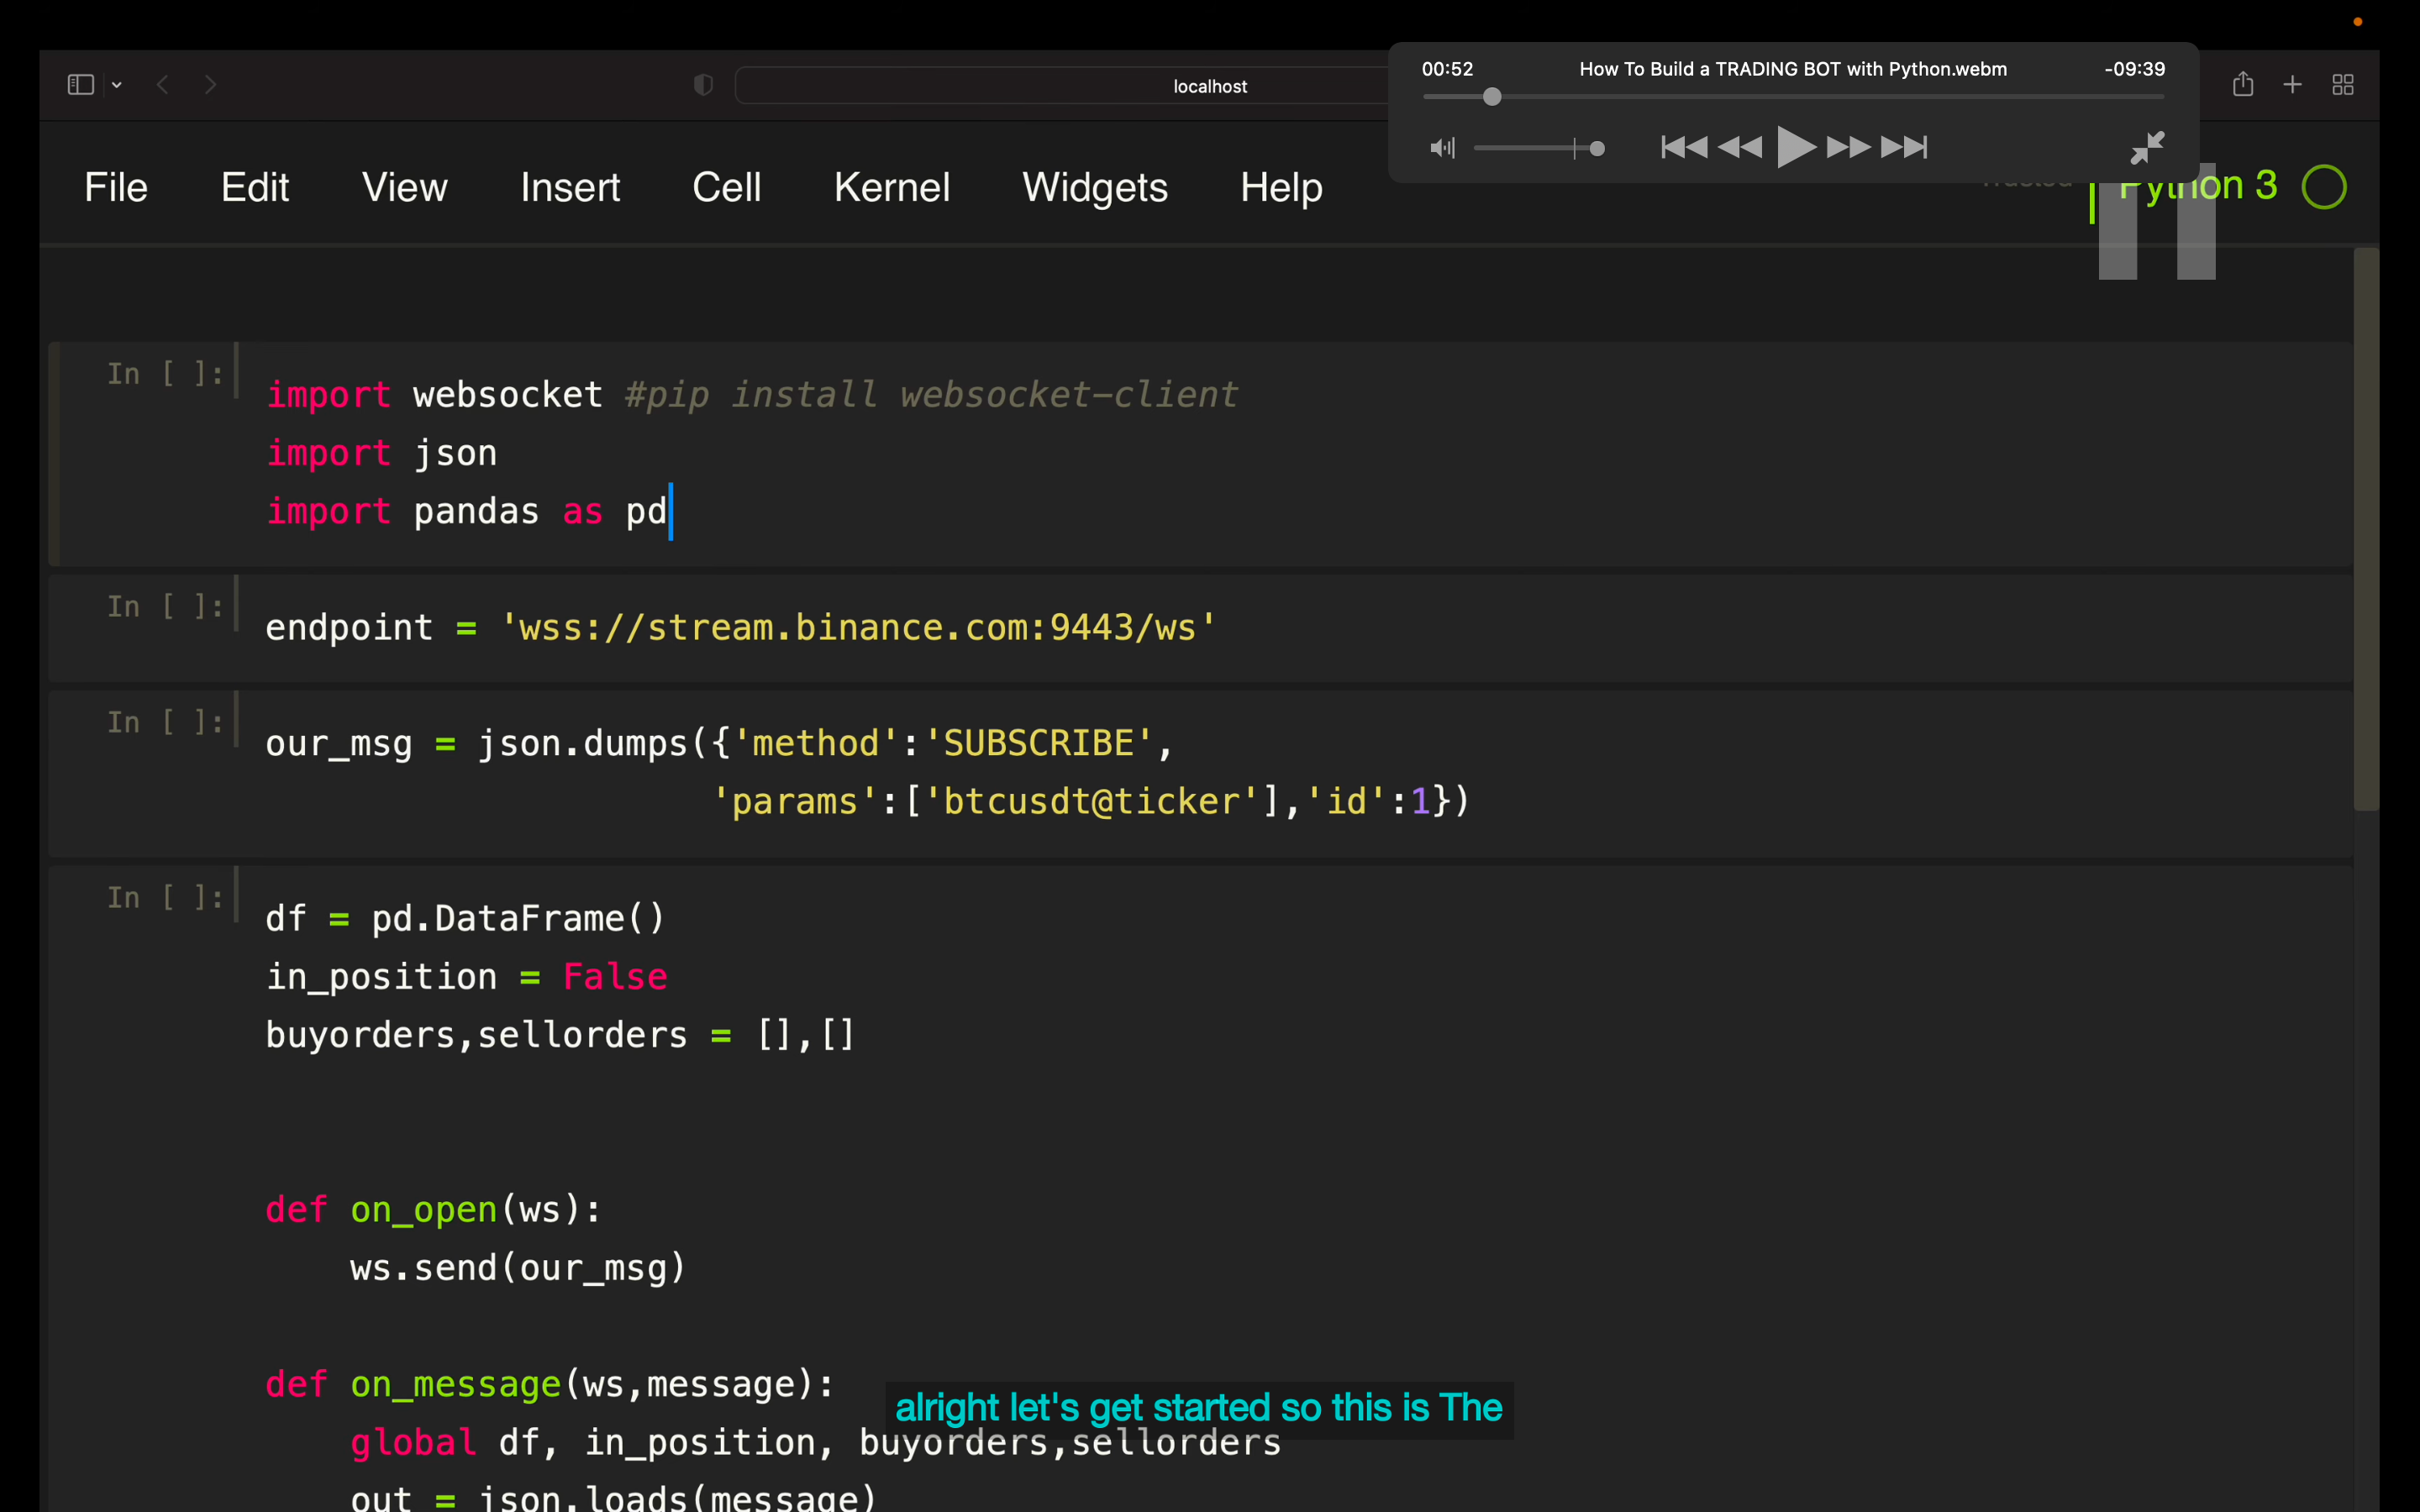 00:52 How To Build a TRADING BOT with Python.webm -09:39
localhost
File Edit View Insert Cell Kernel Widgets Help Python 3
In [ ]:
import websocket #pip install websocket-client
import json
import pandas as pd
In [ ]:
endpoint = 'wss://stream.binance.com:9443/ws'
In [ ]:
our_msg = json.dumps({'method':'SUBSCRIBE',
'params':['btcusdt@ticker'],'id':1})
In [ ]:
df = pd.DataFrame()
in_position = False
buyorders,sellorders = [],[]
def on_open(ws):
ws.send(our_msg)
def on_message(ws,message):
alright let's get started so this is The
global df, in_position, buyorders,sellorders
out = json.loads(message)